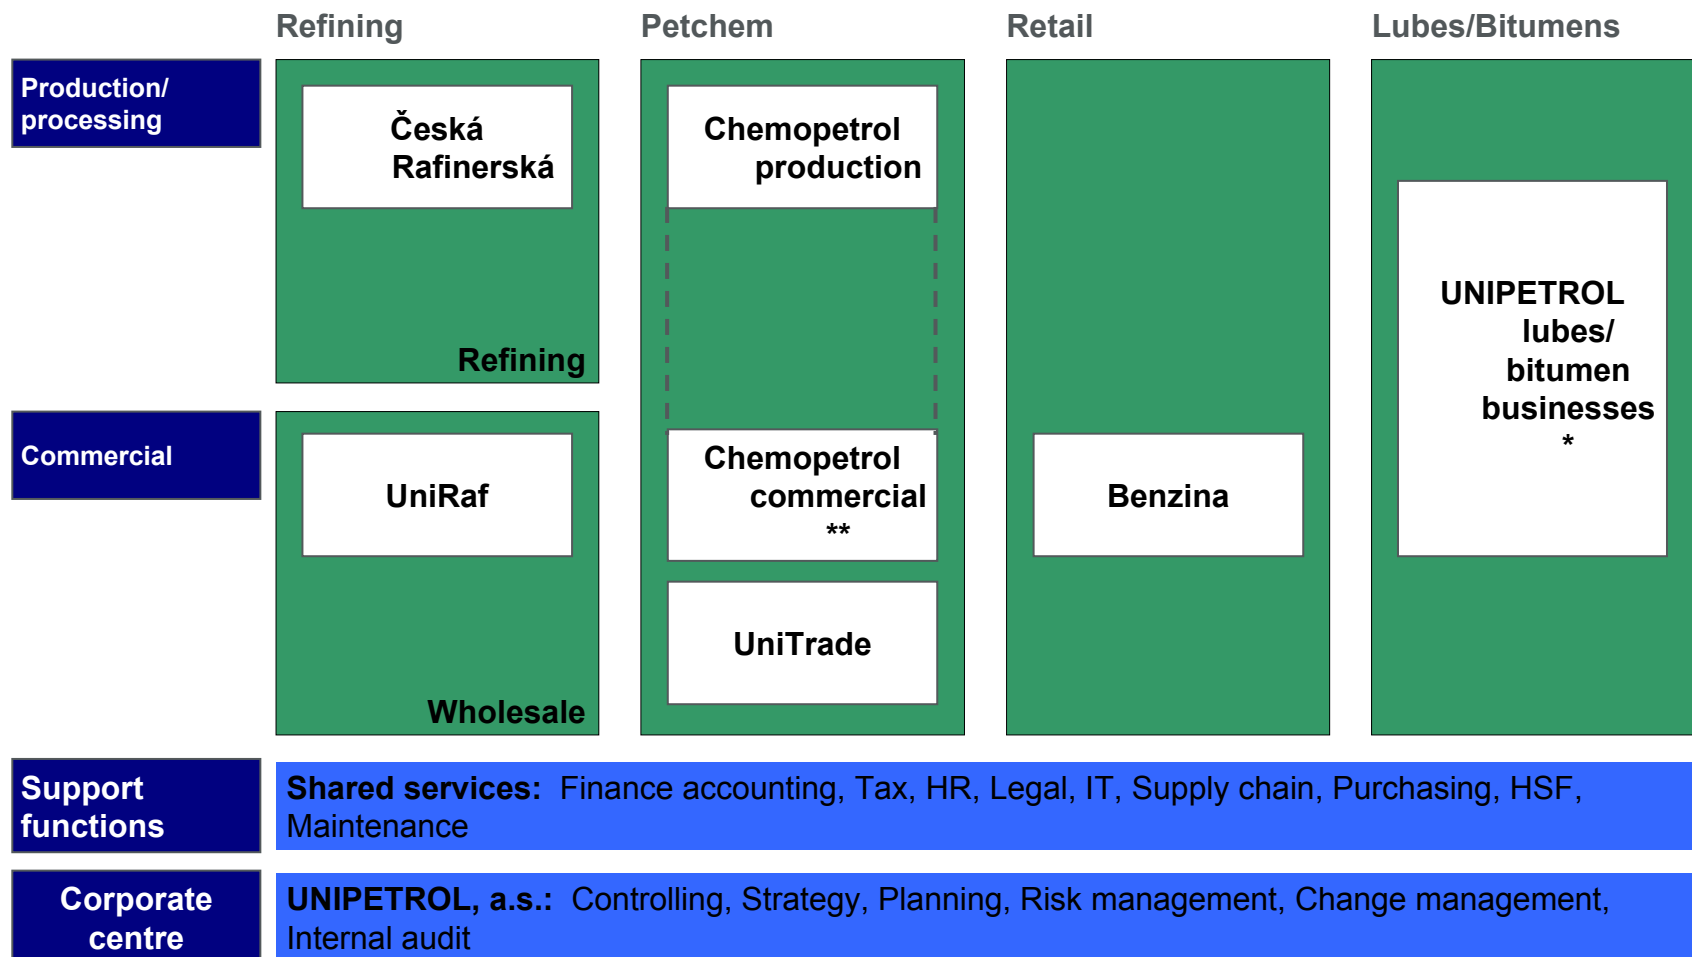 Refining
Petchem
Retail
Lubes/Bitumens
Production/
processing
Česká
Rafinerská
Refining
Chemopetrol
production
UNIPETROL
lubes/
bitumen
businesses
*
Commercial
UniRaf
Wholesale
Chemopetrol
commercial
**
UniTrade
Benzina
Support
functions
Shared services: Finance accounting, Tax, HR, Legal, IT, Supply chain, Purchasing, HSF,
Maintenance
Corporate
centre
UNIPETROL, a.s.: Controlling, Strategy, Planning, Risk management, Change management,
Internal audit